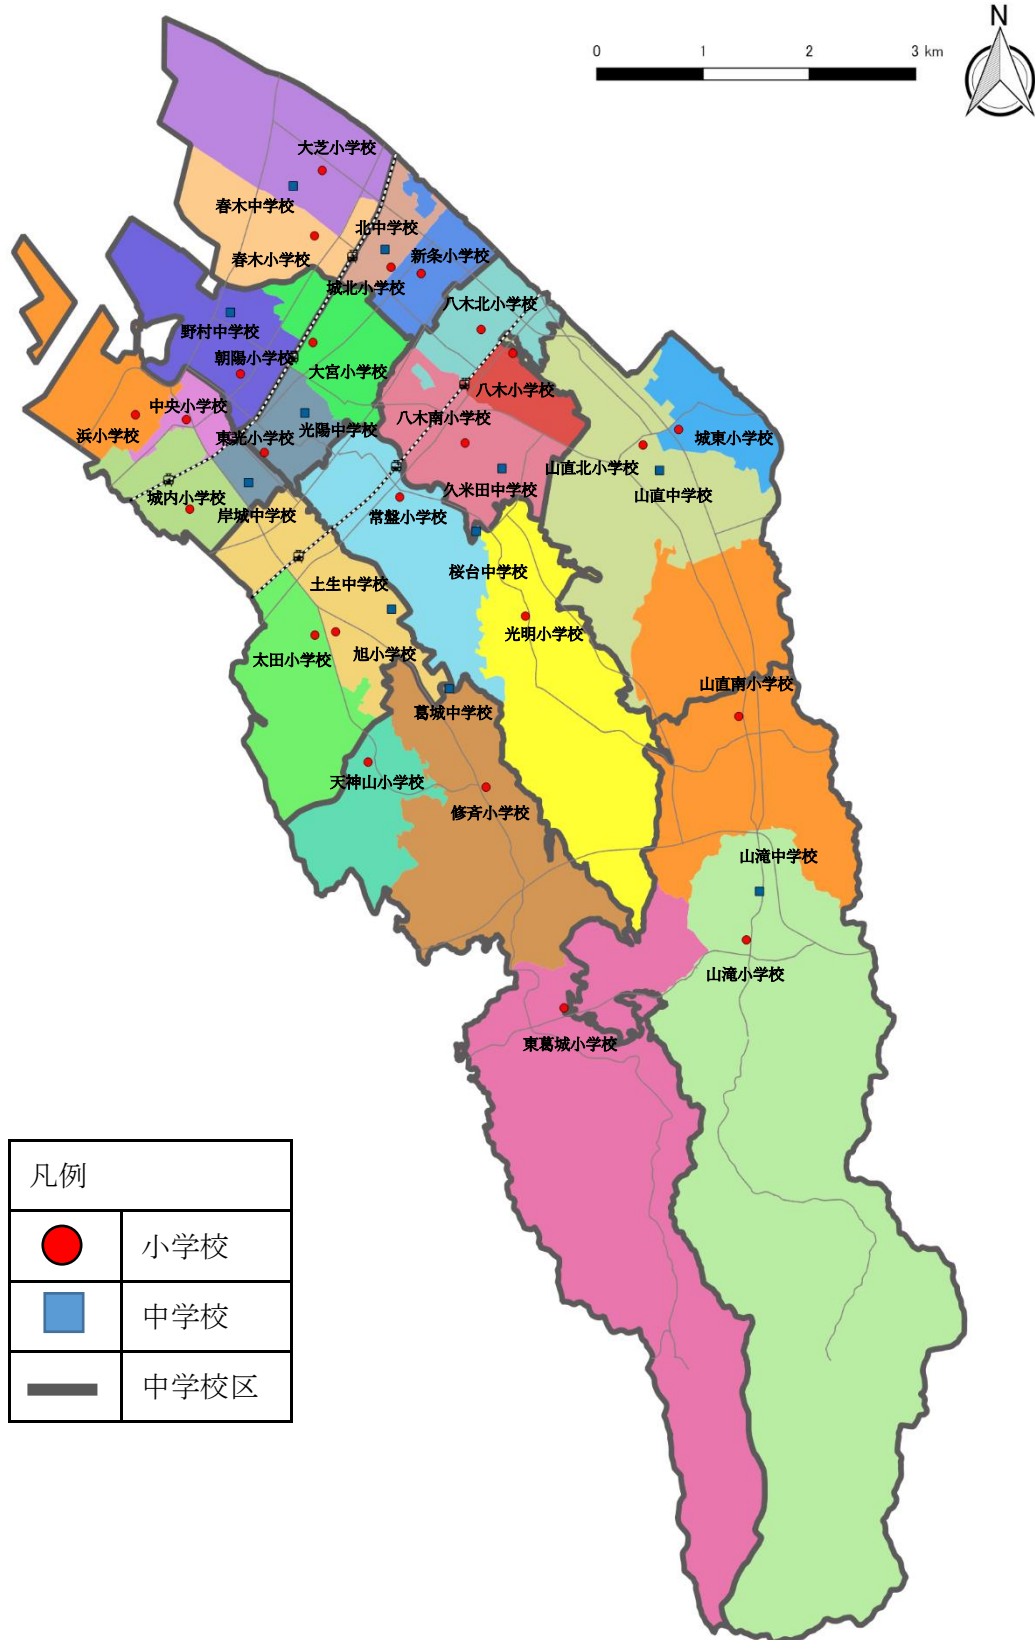 N
0 1 2 3 km
大芝小学校
春木中学校
北中学校
春木小学校
新条小学校
城北小学校
八木北小学校
野村中学校
朝陽小学校
大宮小学校
八木小学校
中央小学校
八木南小学校
浜小学校
東光小学校
光陽中学校
城東小学校
山直北小学校
久米田中学校
山直中学校
城内小学校
岸城中学校
常盤小学校
桜台中学校
土生中学校
光明小学校
旭小学校
太田小学校
山直南小学校
葛城中学校
天神山小学校
修斉小学校
山滝中学校
山滝小学校
東葛城小学校
凡例
小学校
中学校
中学校区